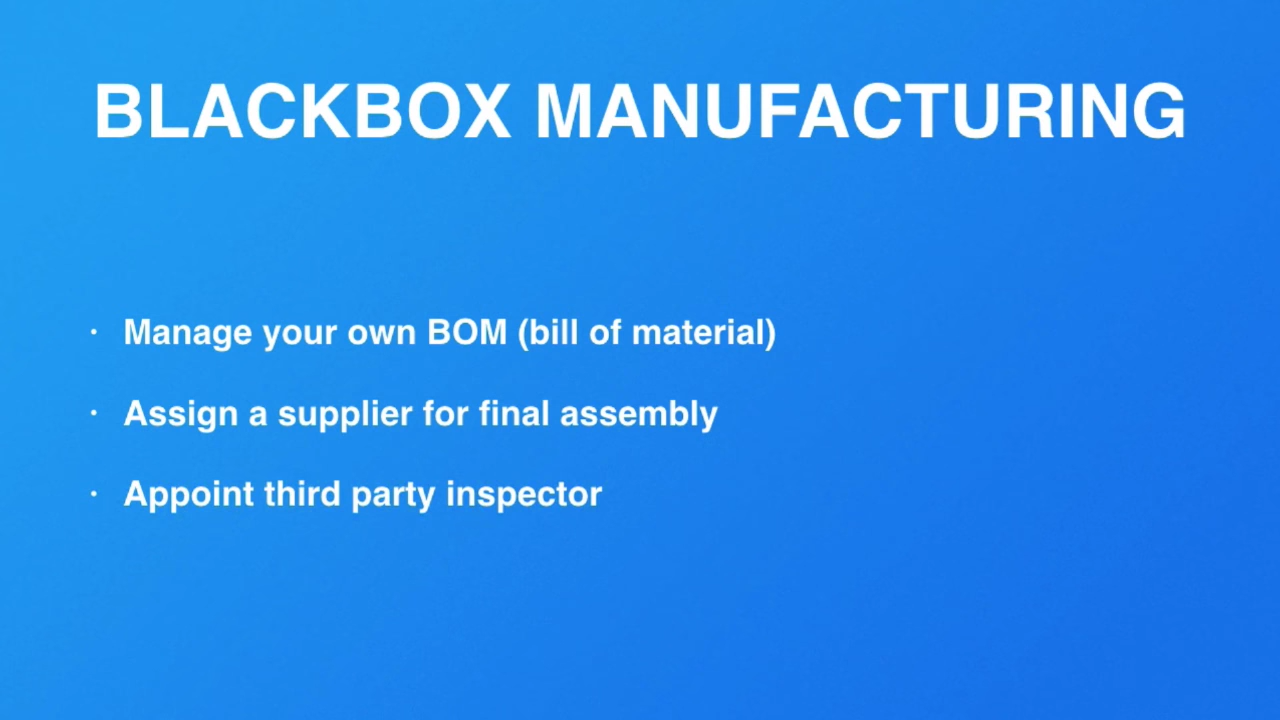 BLACKBOX MANUFACTURING
· Manage your own BOM (bill of material)
· Assign a supplier for final assembly
· Appoint third party inspector